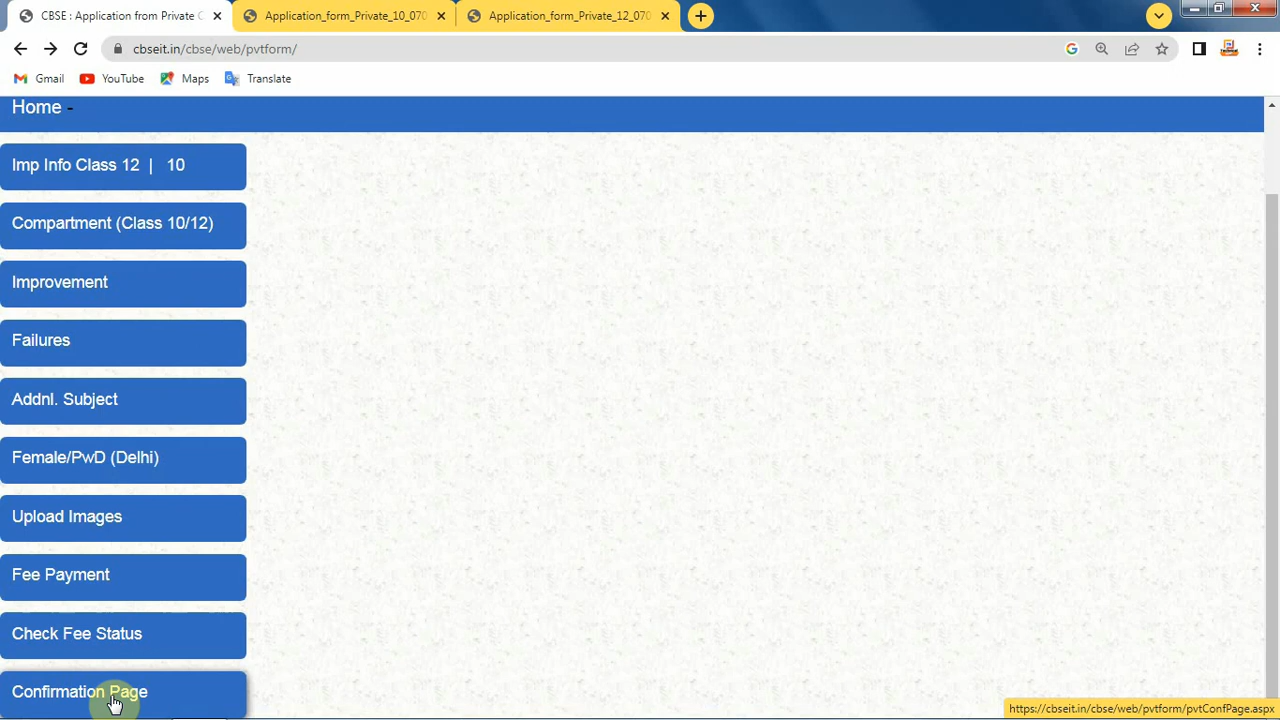 CBSE : Application from Private C
Application_form_Private_10_070
Application_form_Private_12_070
cbseit.in/cbse/web/pvtform/
Gmail
YouTube
Maps
Translate
Home -
Imp Info Class 12 | 10
Compartment (Class 10/12)
Improvement
Failures
Addnl. Subject
Female/PwD (Delhi)
Upload Images
Fee Payment
Check Fee Status
Confirmation Page
https://cbseit.in/cbse/web/pvtform/pvtConfPage.aspx